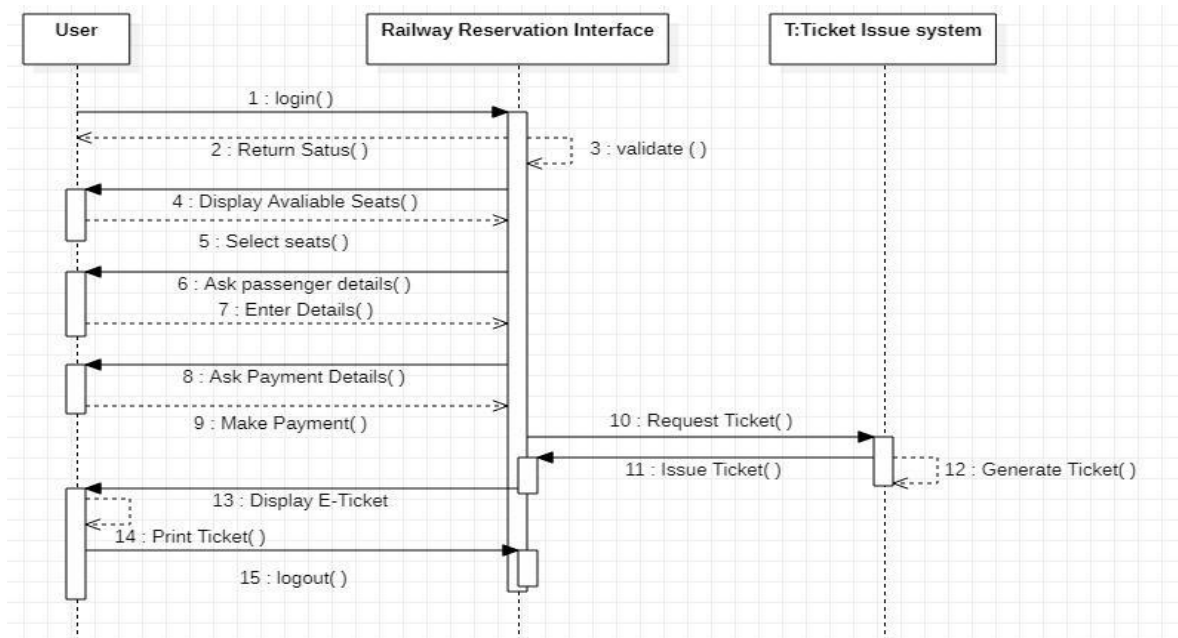 User
Railway Reservation Interface
T:Ticket Issue system
1 : login( )
2 : Return Satus( )
3 : validate ( )
4 : Display Avaliable Seats( )
5 : Select seats( )
6 : Ask passenger details( )
7 : Enter Details( )
8 : Ask Payment Details( )
9 : Make Payment( )
10 : Request Ticket( )
11 : Issue Ticket( )
12 : Generate Ticket( )
13 : Display E-Ticket
14 : Print Ticket( )
15 : logout( )